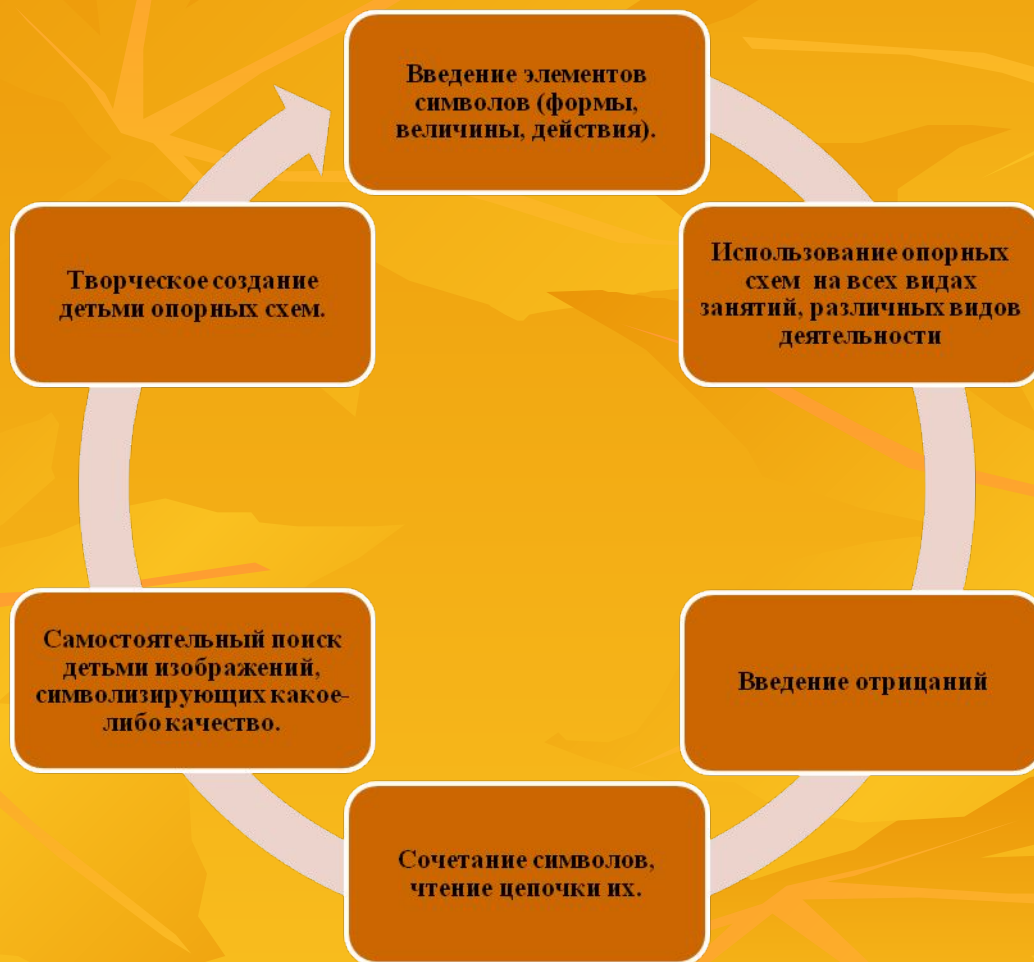 Введение элементов
символов (формы,
величины, действия).
Использование опорных
схем на всех видах
занятий, различных видов
деятельности
Введение отрицаний
Сочетание символов,
чтение цепочки их.
Самостоятельный поиск
детьми изображений,
символизирующих какое-
либо качество.
Творческое создание
детьми опорных схем.